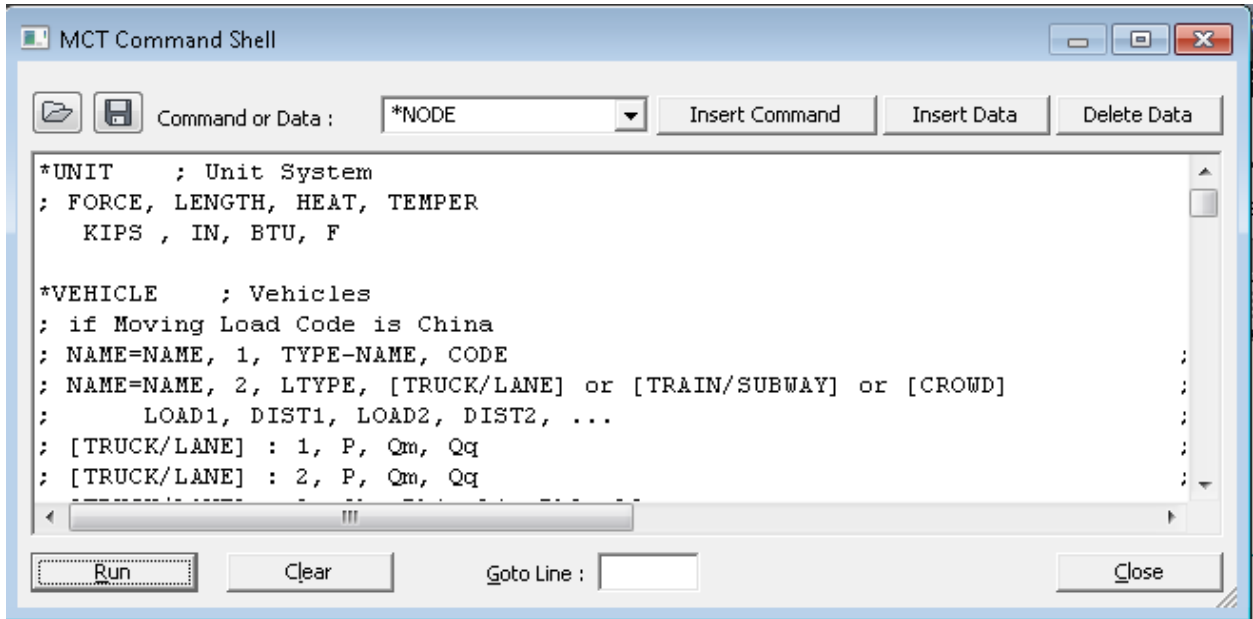 MCT Command Shell
Command or Data : *NODE Insert Command Insert Data Delete Data
*UNIT    ; Unit System
; FORCE, LENGTH, HEAT, TEMPER
   KIPS , IN, BTU, F
*VEHICLE    ; Vehicles
; if Moving Load Code is China
; NAME=NAME, 1, TYPE-NAME, CODE ;
; NAME=NAME, 2, LTYPE, [TRUCK/LANE] or [TRAIN/SUBWAY] or [CROWD] ;
;      LOAD1, DIST1, LOAD2, DIST2, ... ;
; [TRUCK/LANE] : 1, P, Qm, Qq ;
; [TRUCK/LANE] : 2, P, Qm, Qq ;
Run Clear Goto Line : Close